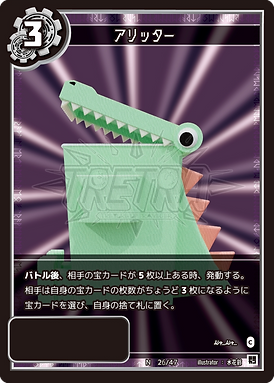 3
アリッター
TRETRA
バトル後、相手の宝カードが5枚以上ある時、発動する。
相手は自身の宝カードの枚数がちょうど3枚になるように
宝カードを選び、自身の捨て札に置く。
C
N 26/47 Illustrator :